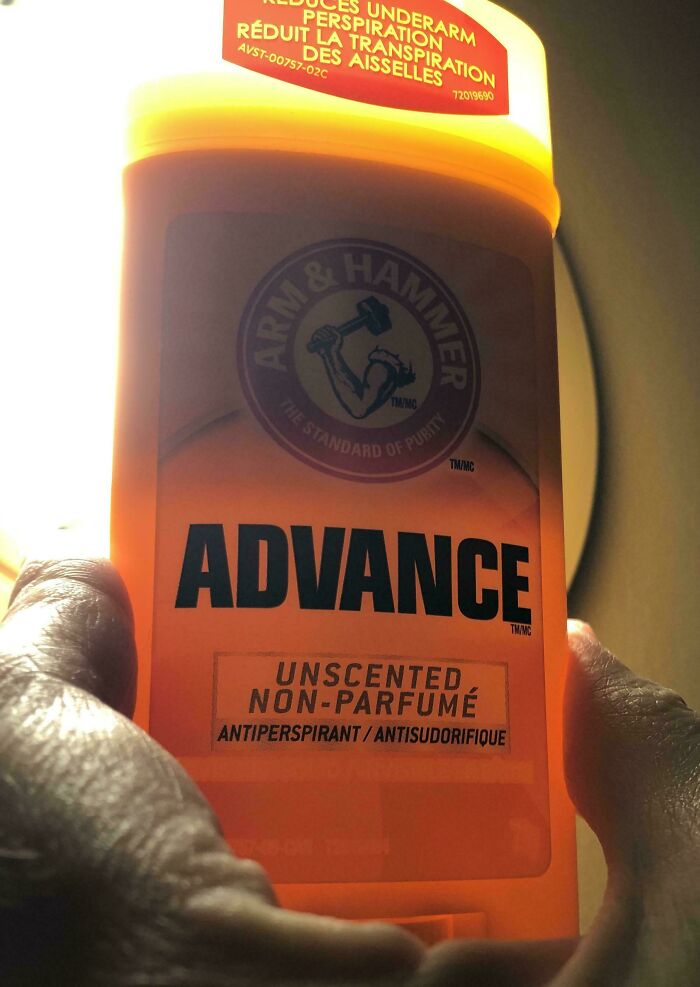 REDUCES UNDERARM
PERSPIRATION
RÉDUIT LA TRANSPIRATION
DES AISSELLES
AVST-00757-02C
72019690
ARM & HAMMER
TM/MC
THE STANDARD OF PURITY
TM/MC
ADVANCE
TM/MC
UNSCENTED
NON-PARFUMÉ
ANTIPERSPIRANT / ANTISUDORIFIQUE